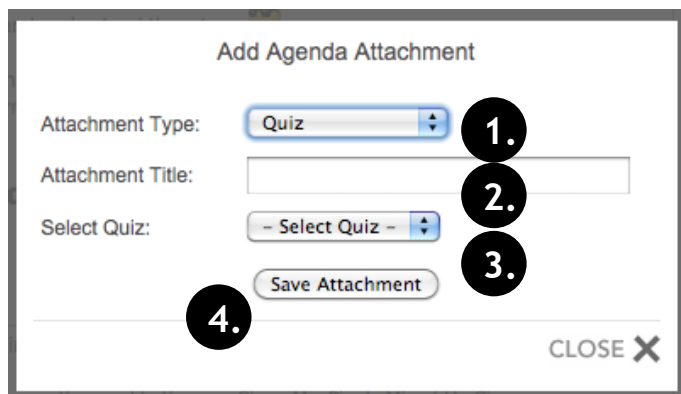 Add Agenda Attachment
Attachment Type: Quiz 1.
Attachment Title: 2.
Select Quiz: – Select Quiz – 3.
Save Attachment
4.
CLOSE X